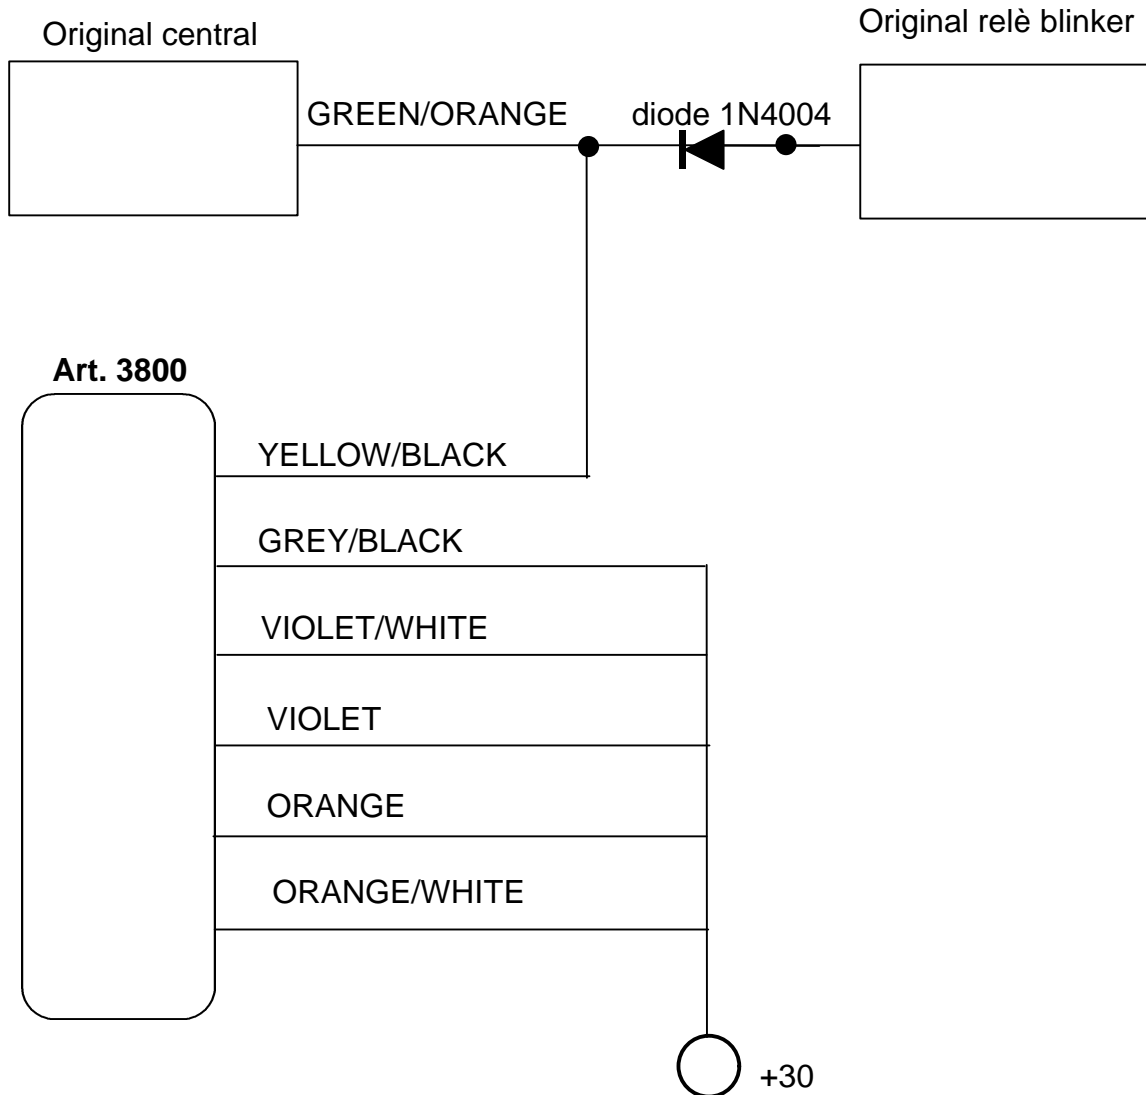 Original central
Original relè blinker
GREEN/ORANGE
diode 1N4004
Art. 3800
YELLOW/BLACK
GREY/BLACK
VIOLET/WHITE
VIOLET
ORANGE
ORANGE/WHITE
+30